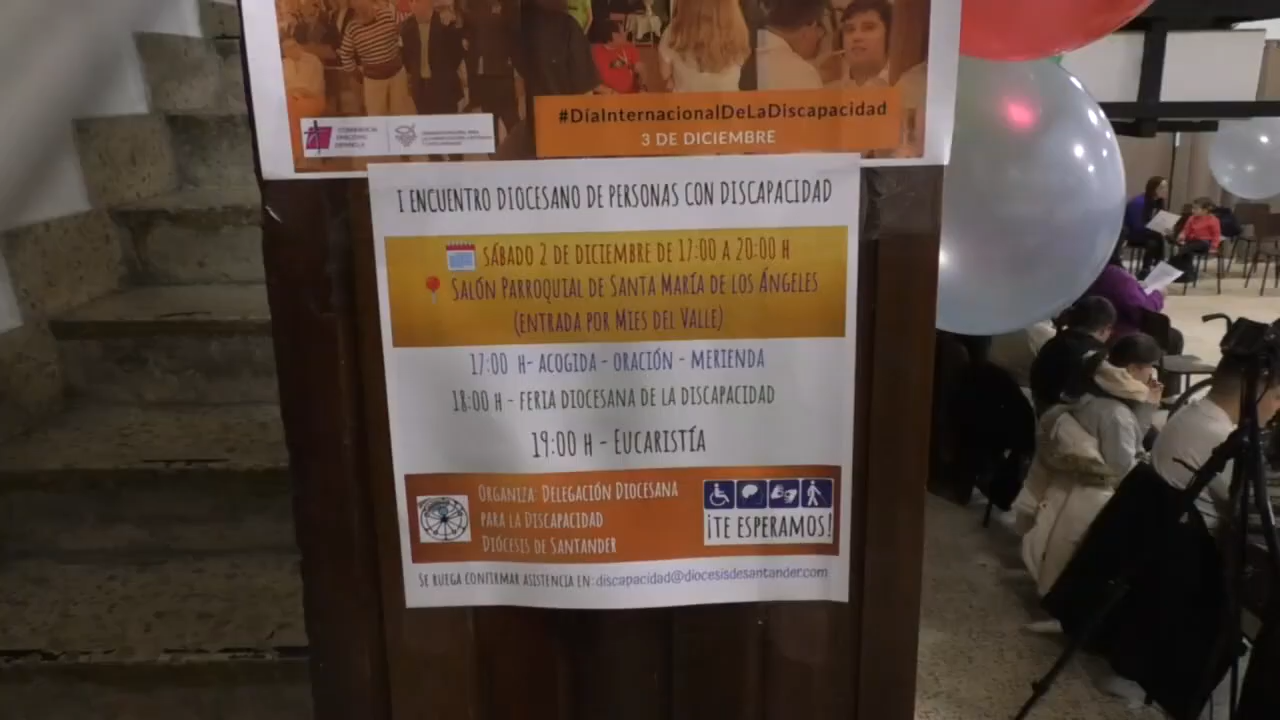 #DíaInternacionalDeLaDiscapacidad
3 DE DICIEMBRE
CONFERENCIA
EPISCOPAL
ESPAÑOLA
I ENCUENTRO DIOCESANO DE PERSONAS CON DISCAPACIDAD
SÁBADO 2 DE DICIEMBRE DE 17:00 A 20:00 H
SALÓN PARROQUIAL DE SANTA MARÍA DE LOS ÁNGELES
(ENTRADA POR MIES DEL VALLE)
17:00 H- ACOGIDA - ORACIÓN - MERIENDA
18:00 H - FERIA DIOCESANA DE LA DISCAPACIDAD
19:00 H - EUCARISTÍA
ORGANIZA: DELEGACIÓN DIOCESANA
PARA LA DISCAPACIDAD
DIÓCESIS DE SANTANDER
¡TE ESPERAMOS!
SE RUEGA CONFIRMAR ASISTENCIA EN: discapacidad@diocesisdesantander.com